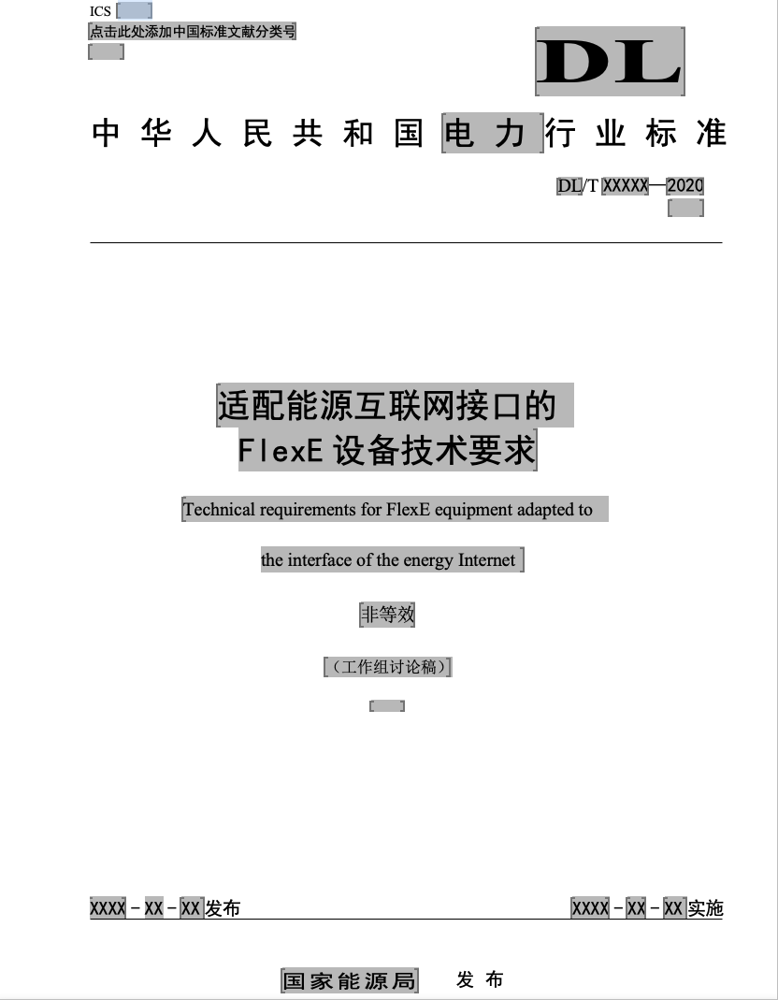 ICS
点击此处添加中国标准文献分类号
DL
中华人民共和国电力行业标准
DL/T XXXXX—2020
适配能源互联网接口的
FlexE 设备技术要求
Technical requirements for FlexE equipment adapted to
the interface of the energy Internet
非等效
（工作组讨论稿）
XXXX - XX - XX 发布
XXXX - XX - XX 实施
国家能源局 发布